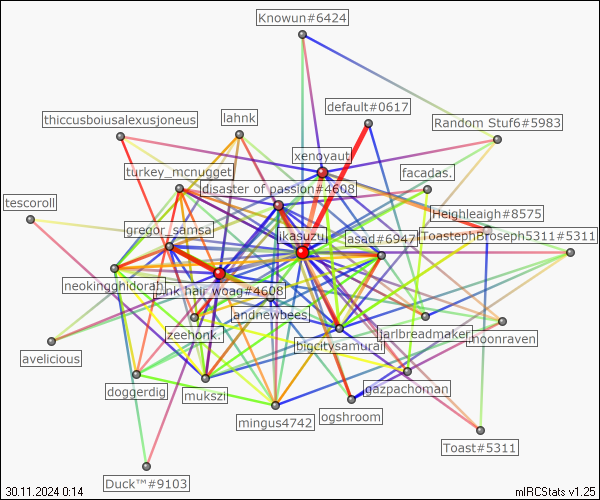 Knowun#6424
default#0617
thiccusboiusalexusjoneus
lahnk
Random Stuf6#5983
xenoyaut
turkey_mcnugget
facadas.
disaster of passion#4608
tescoroll
Heighleaigh#8575
gregor_samsa
ikasuzu
asad#6947
ToastephBroseph5311#5311
neokingghidorah
pink hair woag#4608
andnewbees
zeehonk.
jarlbreadmaker
moonraven
bigcitysamurai
avelicious
doggerdig
mukszi
gazpachoman
mingus4742
ogshroom
Toast#5311
Duck™#9103
30.11.2024 0:14
mIRCStats v1.25